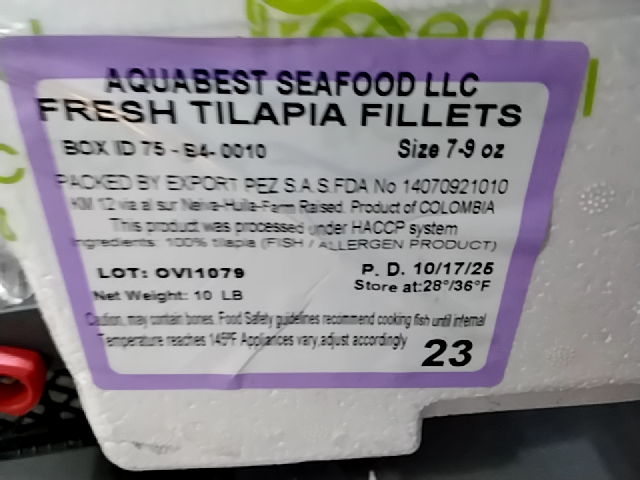 AQUABEST SEAFOOD LLC
FRESH TILAPIA FILLETS
BOX ID 75 - S4- 0010
Size 7-9 oz
PACKED BY EXPORT PEZ S.A.S.FDA No 14070921010
KM 12 via al sur Neiva-Huila-Farm Raised. Product of COLOMBIA
This product was processed under HACCP system
Ingredients: 100% tilapia (FISH / ALLERGEN PRODUCT)
LOT: OVI1079
P. D. 10/17/25
Net Weight: 10 LB
Store at:28°/36°F
Caution, may contain bones. Food Safety guidelines recommend cooking fish until internal
Temperature reaches 145ºF Appliances vary,adjust accordingly
23